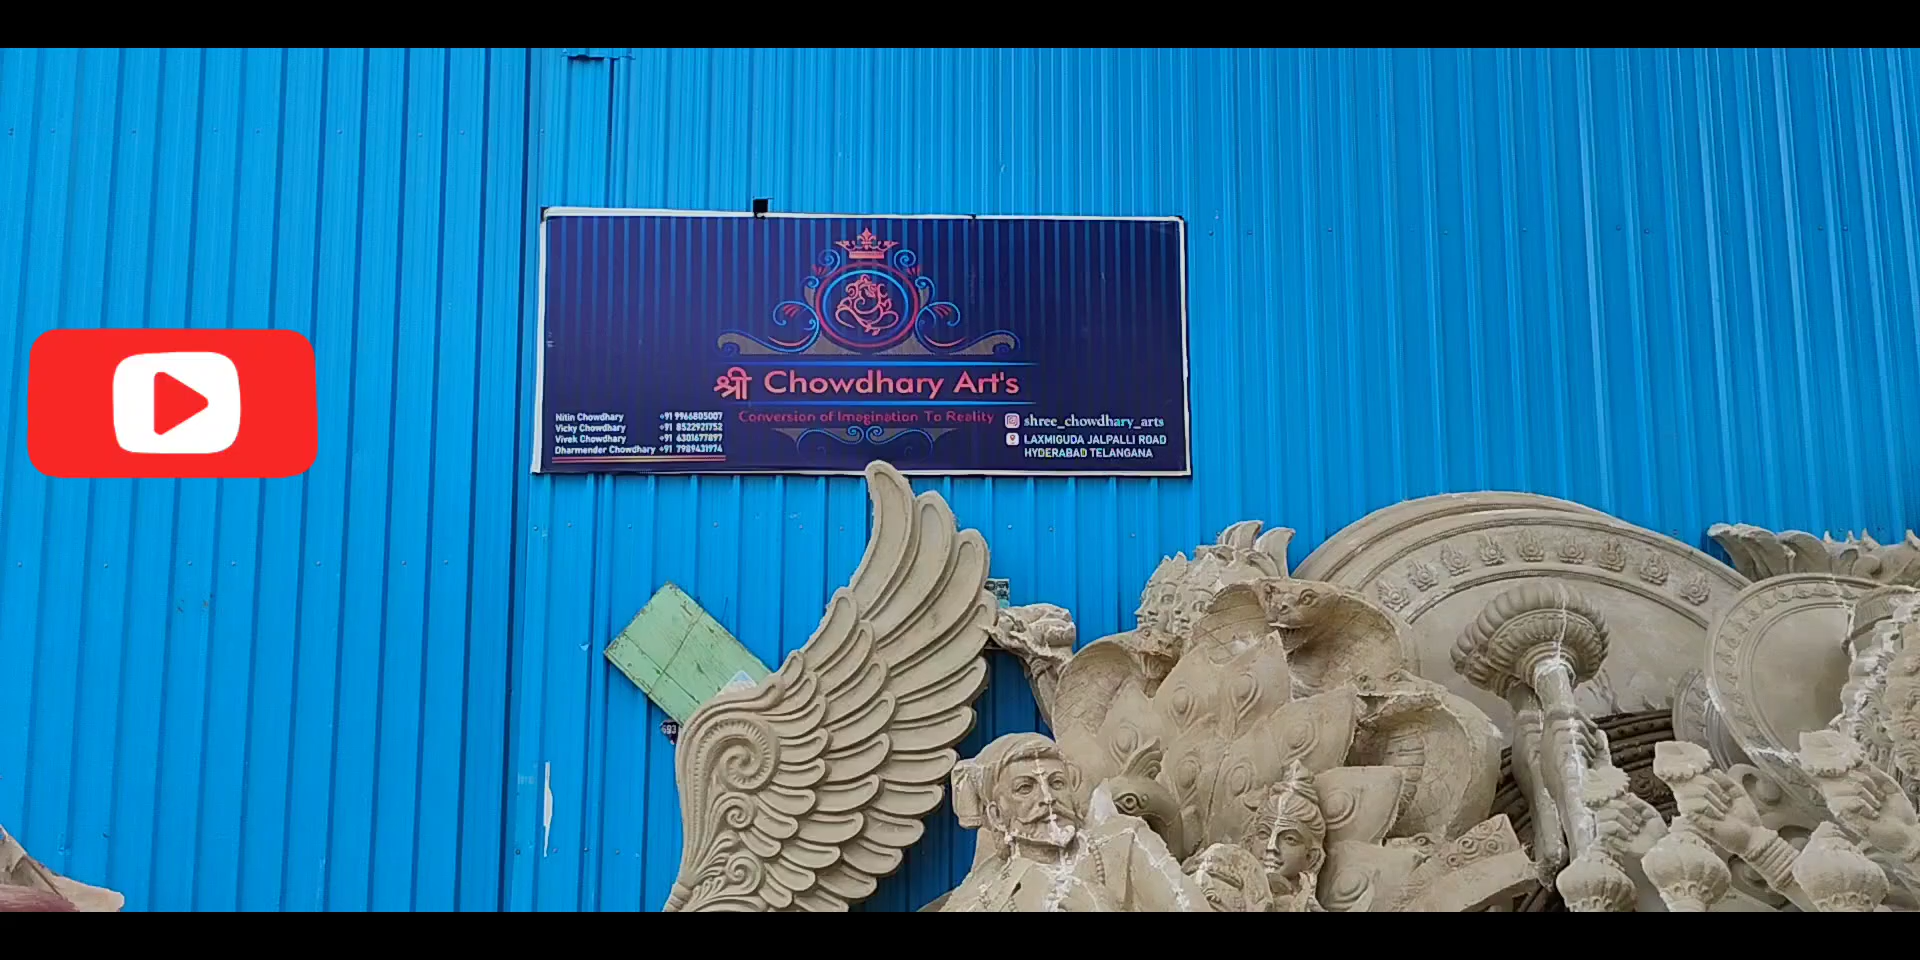 श्री Chowdhary Art's
Conversion of Imagination To Reality
Nitin Chowdhary +91 9966805007
Vicky Chowdhary +91 8522921752
Vivek Chowdhary +91 6301677897
Dharmender Chowdhary +91 7989431974
shree_chowdhary_arts
LAXMIGUDA JALPALLI ROAD
HYDERABAD TELANGANA
693